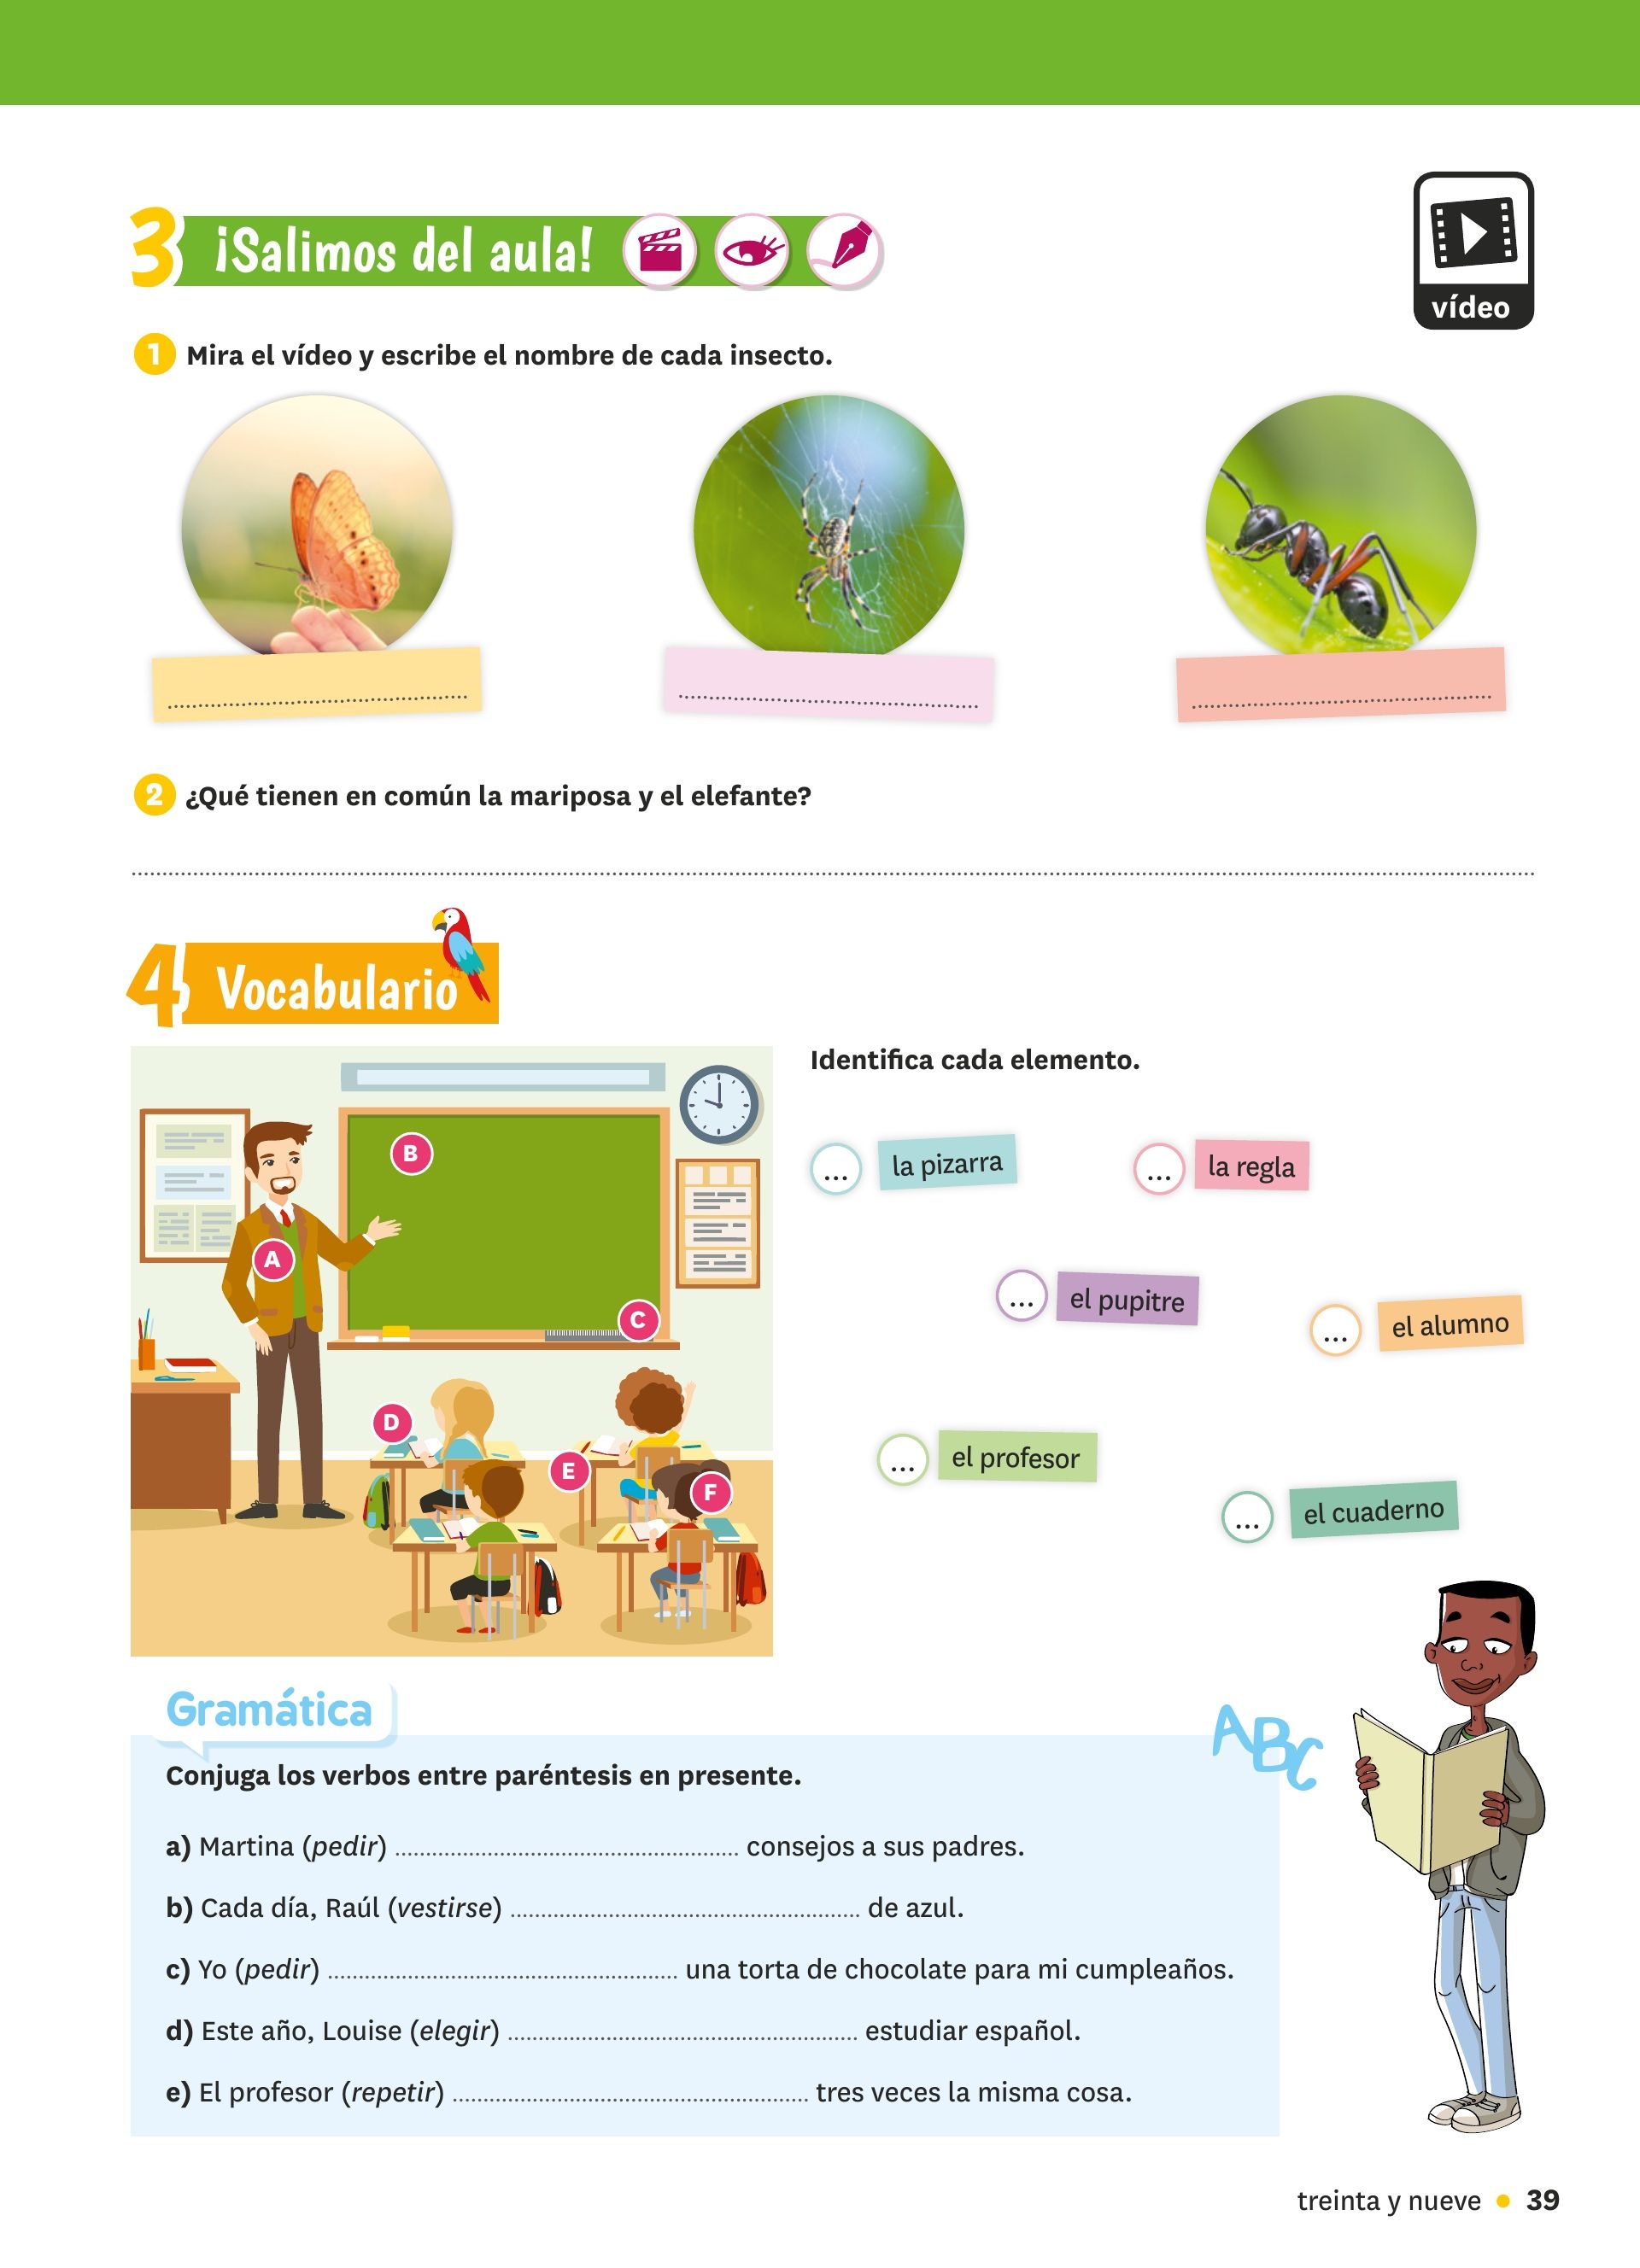 3 ¡Salimos del aula!
vídeo
1 Mira el vídeo y escribe el nombre de cada insecto.
2 ¿Qué tienen en común la mariposa y el elefante?
4 Vocabulario
Identifica cada elemento.
A
B
C
D
E
F
... la pizarra
... la regla
... el pupitre
... el alumno
... el profesor
... el cuaderno
Gramática
ABC
Conjuga los verbos entre paréntesis en presente.
a) Martina (pedir) .................... consejos a sus padres.
b) Cada día, Raúl (vestirse) .................... de azul.
c) Yo (pedir) .................... una torta de chocolate para mi cumpleaños.
d) Este año, Louise (elegir) .................... estudiar español.
e) El profesor (repetir) .................... tres veces la misma cosa.
treinta y nueve • 39